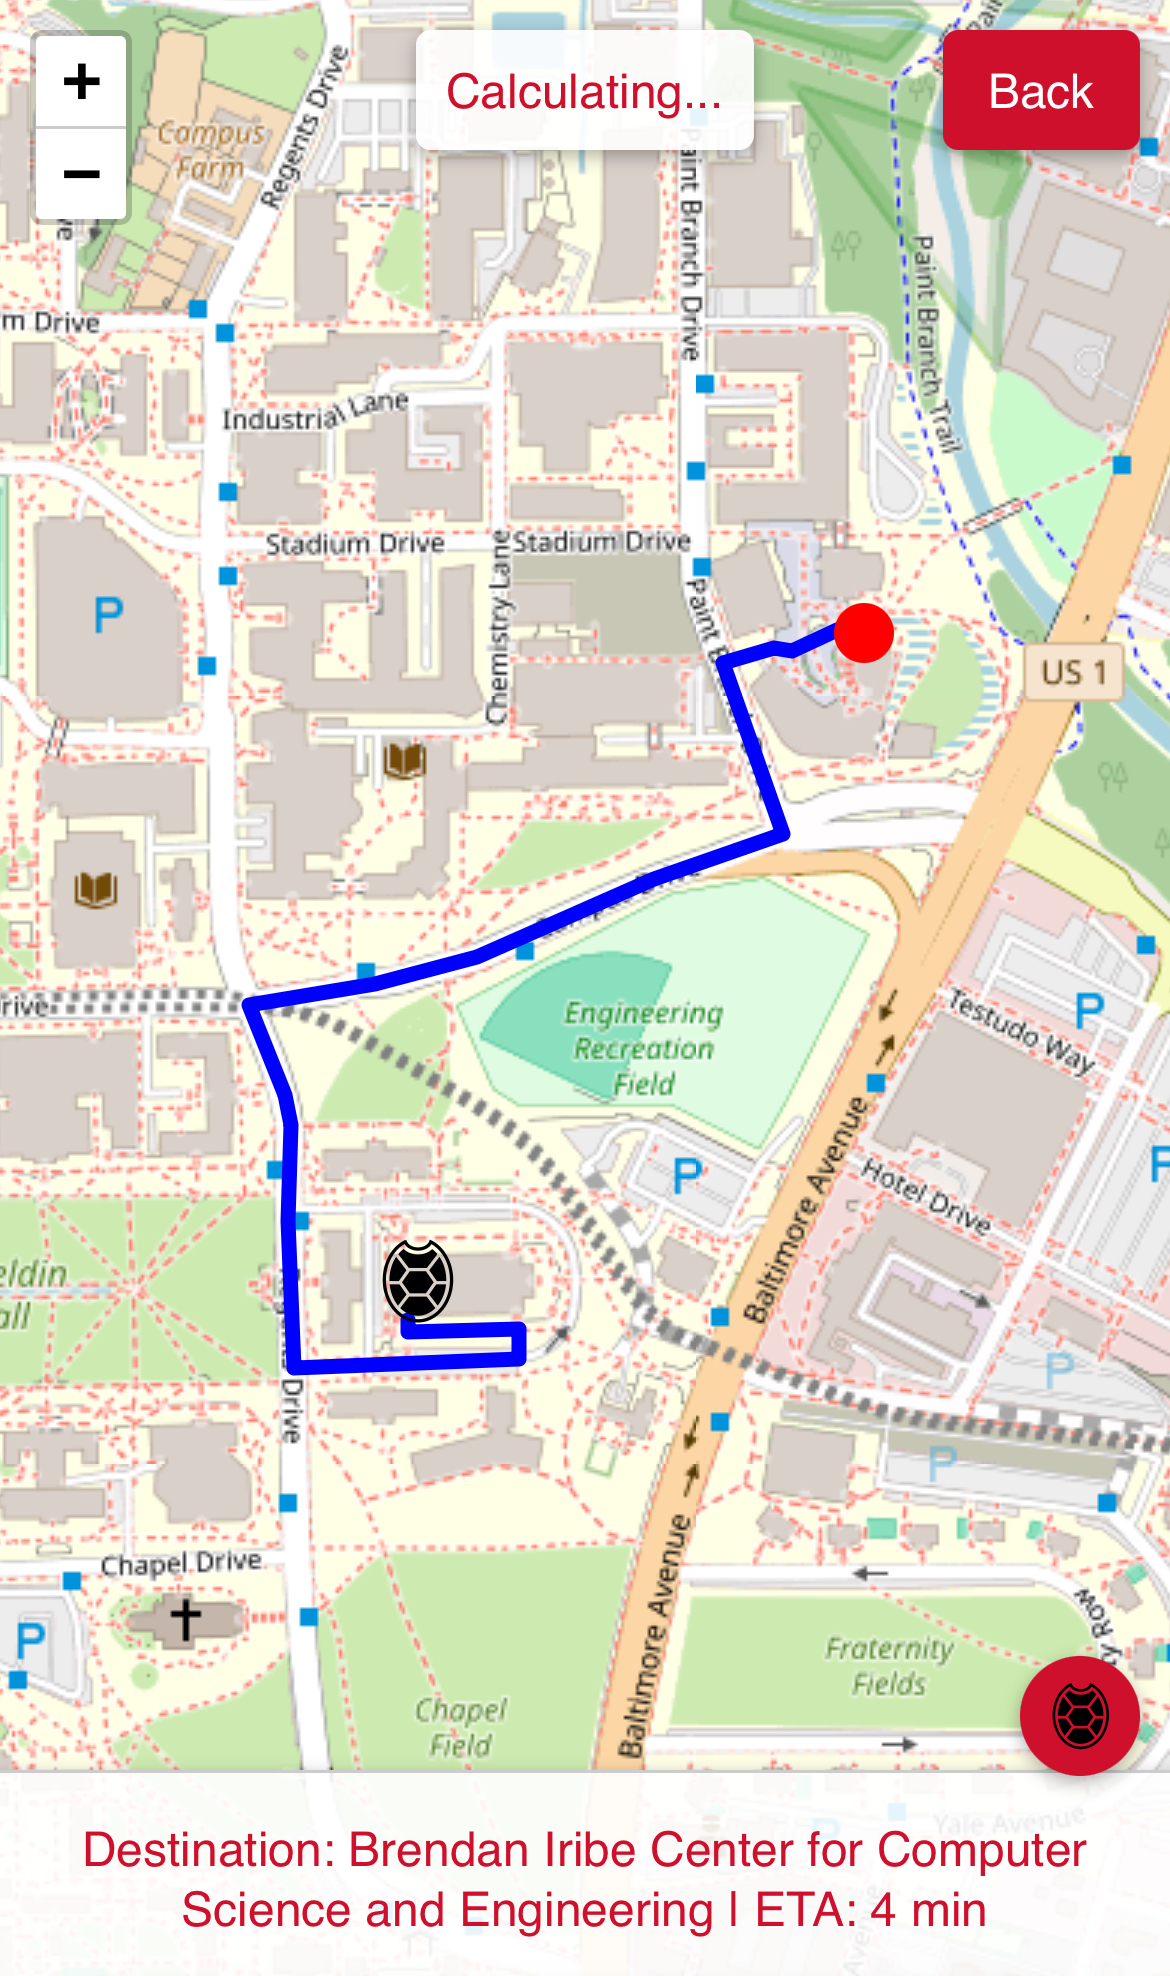 +
−
Calculating...
Back
Campus
Farm
Regents Drive
Paint Branch Drive
Paint Branch Trail
m Drive
Industrial Lane
Stadium Drive
Stadium Drive
Chemistry Lane
P
US 1
Engineering
Recreation
Field
rive
Testudo Way
P
P
P
Hotel Drive
Baltimore Avenue
eldin
all
Drive
P
P
Chapel Drive
P
Baltimore Avenue
Chapel
Field
Fraternity
Fields
y Row
Yale Avenue
Destination: Brendan Iribe Center for Computer
Science and Engineering | ETA: 4 min